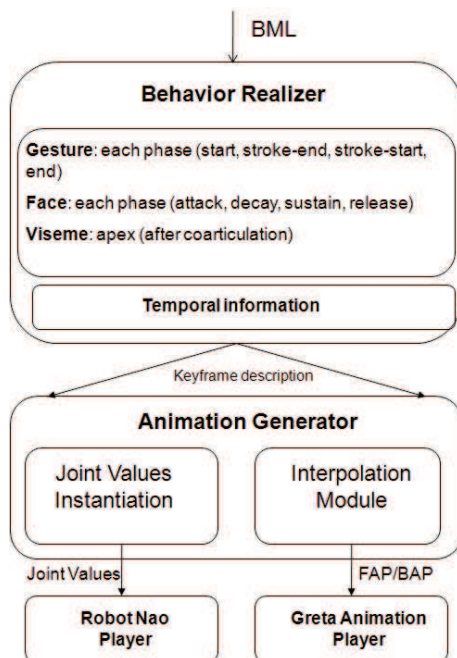 BML
Behavior Realizer
Gesture: each phase (start, stroke-end, stroke-start,
end)
Face: each phase (attack, decay, sustain, release)
Viseme: apex (after coarticulation)
Temporal information
Keyframe description
Animation Generator
Joint Values
Instantiation
Interpolation
Module
Joint Values
FAP/BAP
Robot Nao
Player
Greta Animation
Player